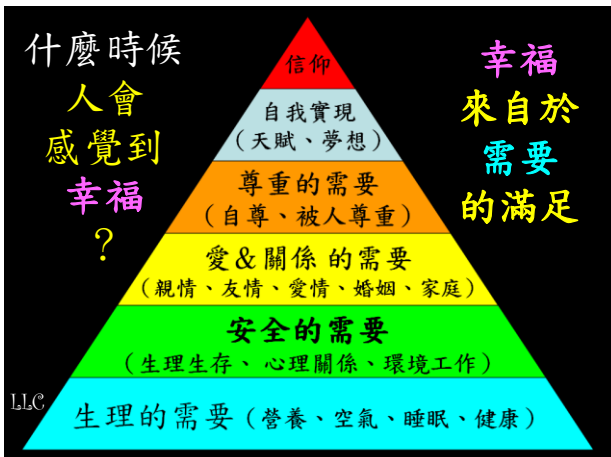 什麼時候
人會
感覺到
幸福
？
幸福
來自於
需要
的滿足
信仰
自我實現
（天賦、夢想）
尊重的需要
（自尊、被人尊重）
愛&關係 的需要
（親情、友情、愛情、婚姻、家庭）
安全的需要
（生理生存、 心理關係、環境工作）
生理的需要（營養、空氣、睡眠、健康）
LLC